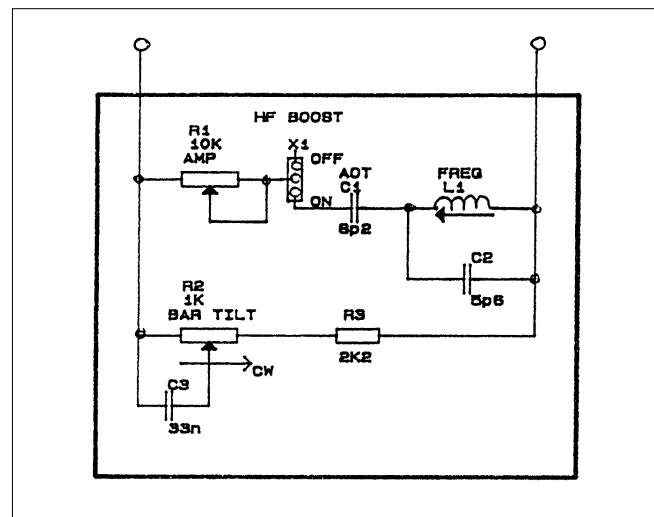 HF BOOST
R1
10K
AMP
X1
OFF
ON
AOT
C1
8p2
FREQ
L1
C2
5p6
R2
1K
BAR TILT
R3
2K2
CW
C3
33n